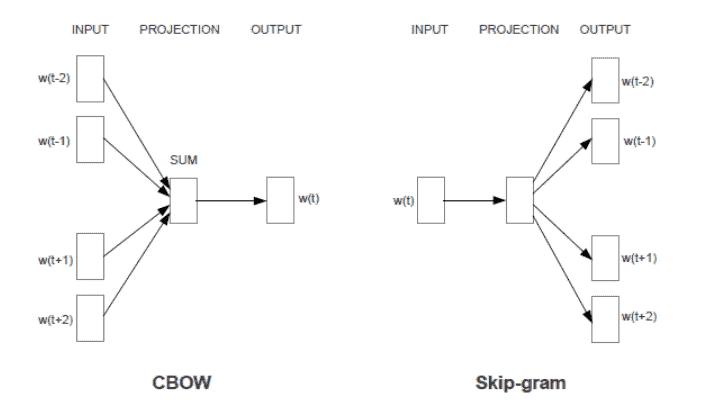 INPUT PROJECTION OUTPUT
w(t-2)
w(t-1)
SUM
w(t)
w(t+1)
w(t+2)
CBOW
INPUT PROJECTION OUTPUT
w(t-2)
w(t-1)
w(t)
w(t+1)
w(t+2)
Skip-gram